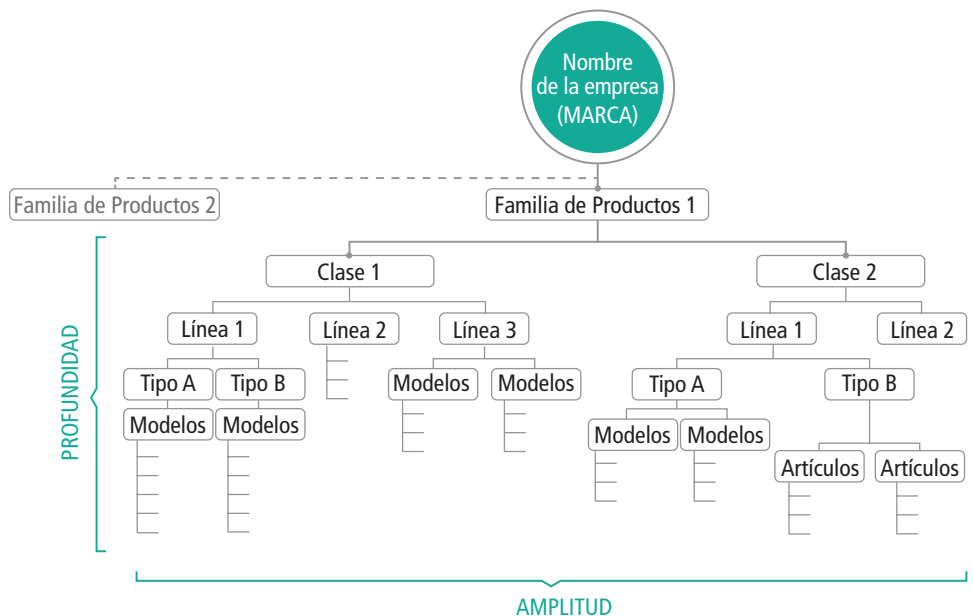 Nombre
de la empresa
(MARCA)
Familia de Productos 2
Familia de Productos 1
Clase 1
Clase 2
Línea 1
Línea 2
Línea 3
Línea 1
Línea 2
Tipo A
Tipo B
Modelos
Modelos
Tipo A
Tipo B
Modelos
Modelos
Modelos
Modelos
Artículos
Artículos
PROFUNDIDAD
AMPLITUD